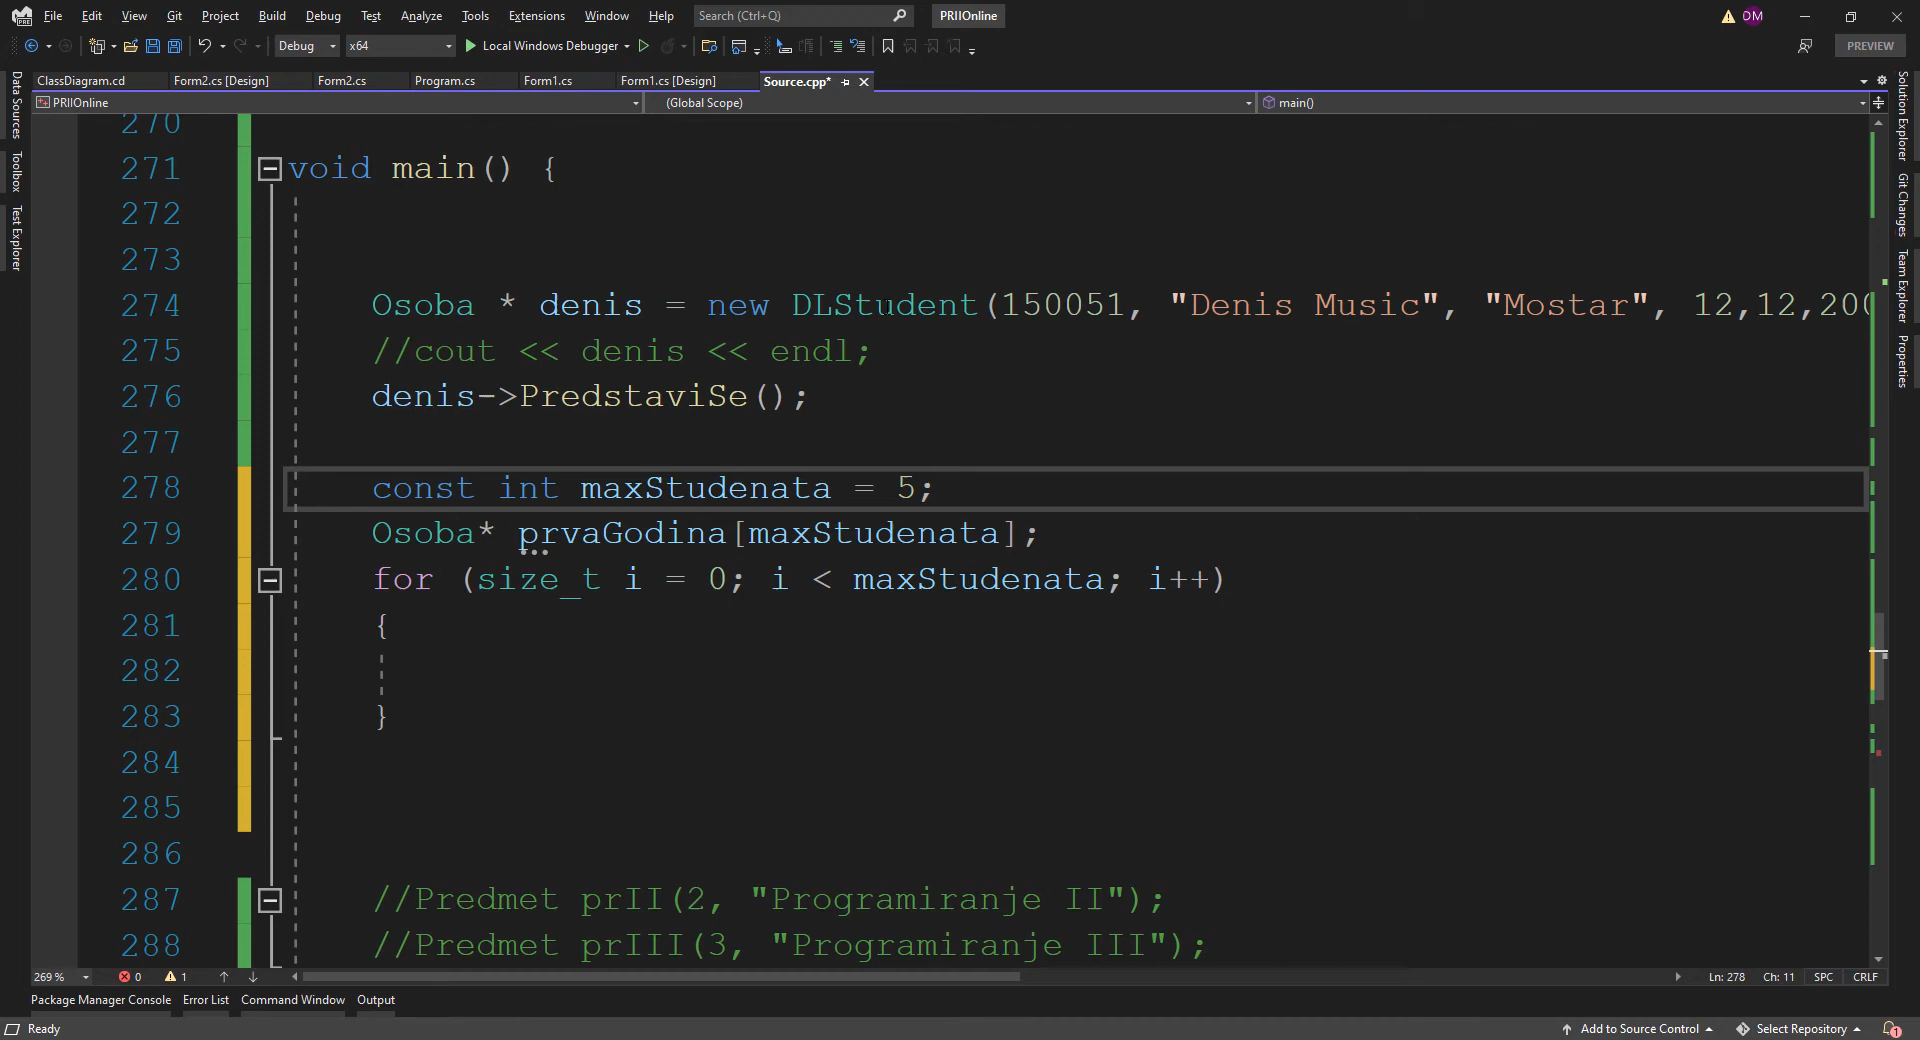 File Edit View Git Project Build Debug Test Analyze Tools Extensions Window Help Search (Ctrl+Q) PRIIOnline DM
Debug x64 Local Windows Debugger PREVIEW
ClassDiagram.cd Form2.cs [Design] Form2.cs Program.cs Form1.cs Form1.cs [Design] Source.cpp*
PRIIOnline (Global Scope) main()
Data Sources
Toolbox
Test Explorer
Solution Explorer
Git Changes
Team Explorer
Properties
270
271 void main() {
272
273
274 Osoba * denis = new DLStudent(150051, "Denis Music", "Mostar", 12,12,200
275 //cout << denis << endl;
276 denis->PredstaviSe();
277
278 const int maxStudenata = 5;
279 Osoba* prvaGodina[maxStudenata];
280 for (size_t i = 0; i < maxStudenata; i++)
281 {
282
283 }
284
285
286
287 //Predmet prII(2, "Programiranje II");
288 //Predmet prIII(3, "Programiranje III");
269 % 0 1 Ln: 278 Ch: 11 SPC CRLF
Package Manager Console Error List Command Window Output
Ready Add to Source Control Select Repository 1